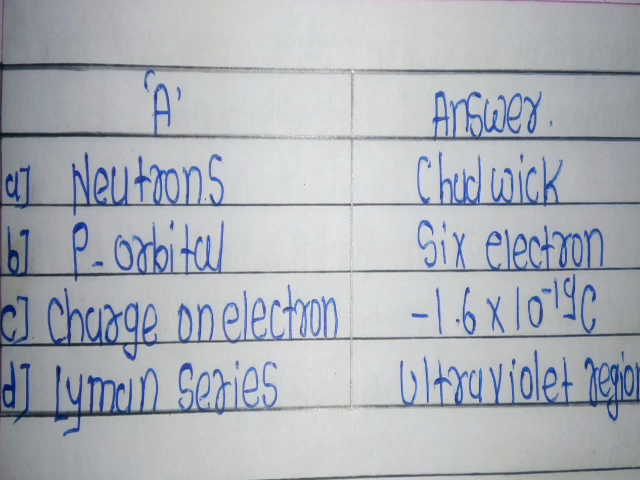 'A' Answer.
a] Neutrons Chadwick
b] P-orbital Six electron
c] Charge on electron -1.6 x 10⁻¹⁹C
d] Lyman Series Ultraviolet region